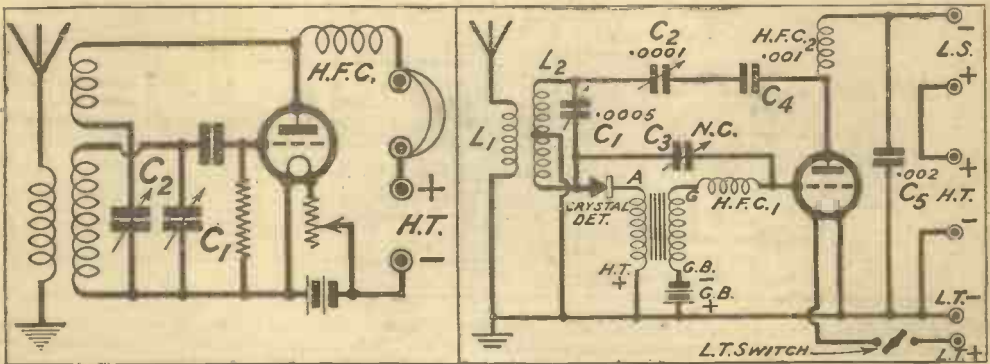 H.F.C.
C2
C1
+
H.T.
−
L1
L2
C2
.0001
.0005
C1
C3
N.C.
C4
H.F.C.2
.001
−
L.S.
+
+
C5
.002
H.T.
−
A
CRYSTAL
DET.
G
H.F.C.1
H.T.
+
G.B.
−
G.B.
+
L.T.-
L.T.SWITCH
L.T+